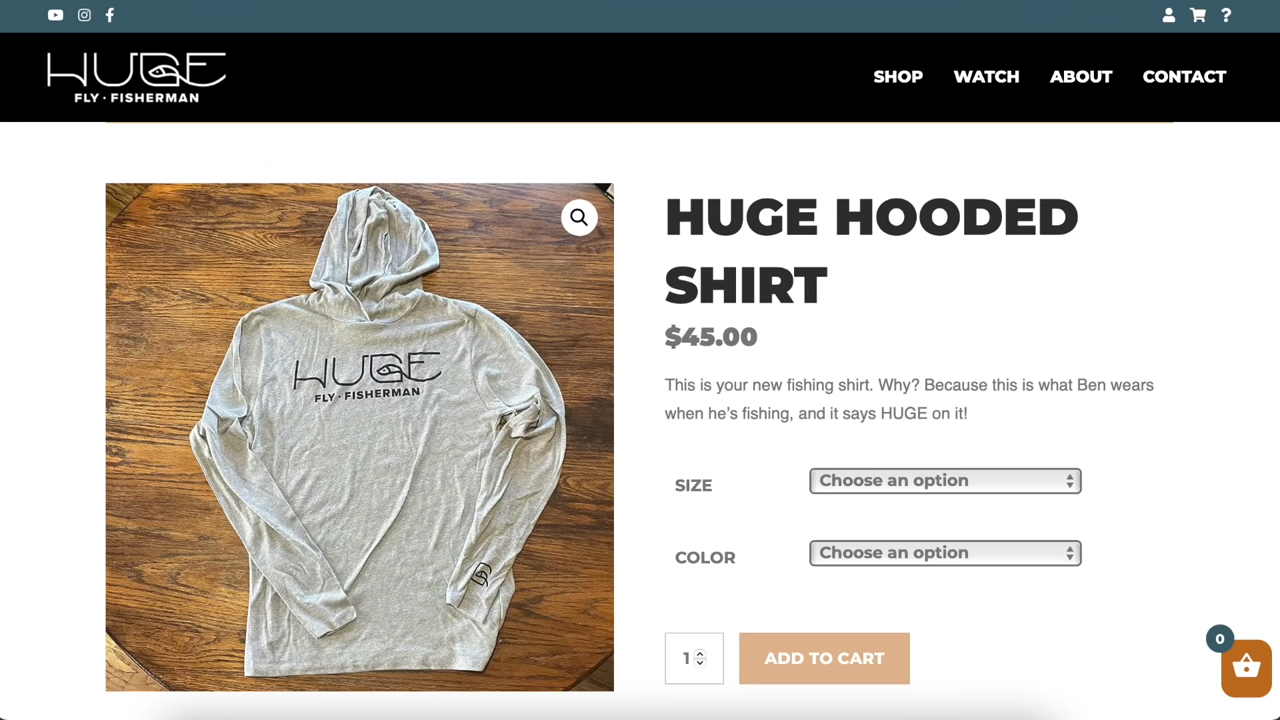 HUGE
FLY · FISHERMAN
SHOP WATCH ABOUT CONTACT
HUGE
FLY · FISHERMAN
HUGE HOODED
SHIRT
$45.00
This is your new fishing shirt. Why? Because this is what Ben wears
when he's fishing, and it says HUGE on it!
SIZE Choose an option
COLOR Choose an option
1 ADD TO CART
0